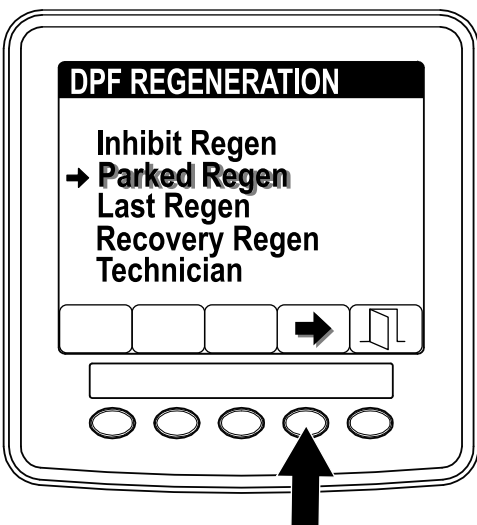 DPF REGENERATION
Inhibit Regen
Parked Regen
Last Regen
Recovery Regen
Technician